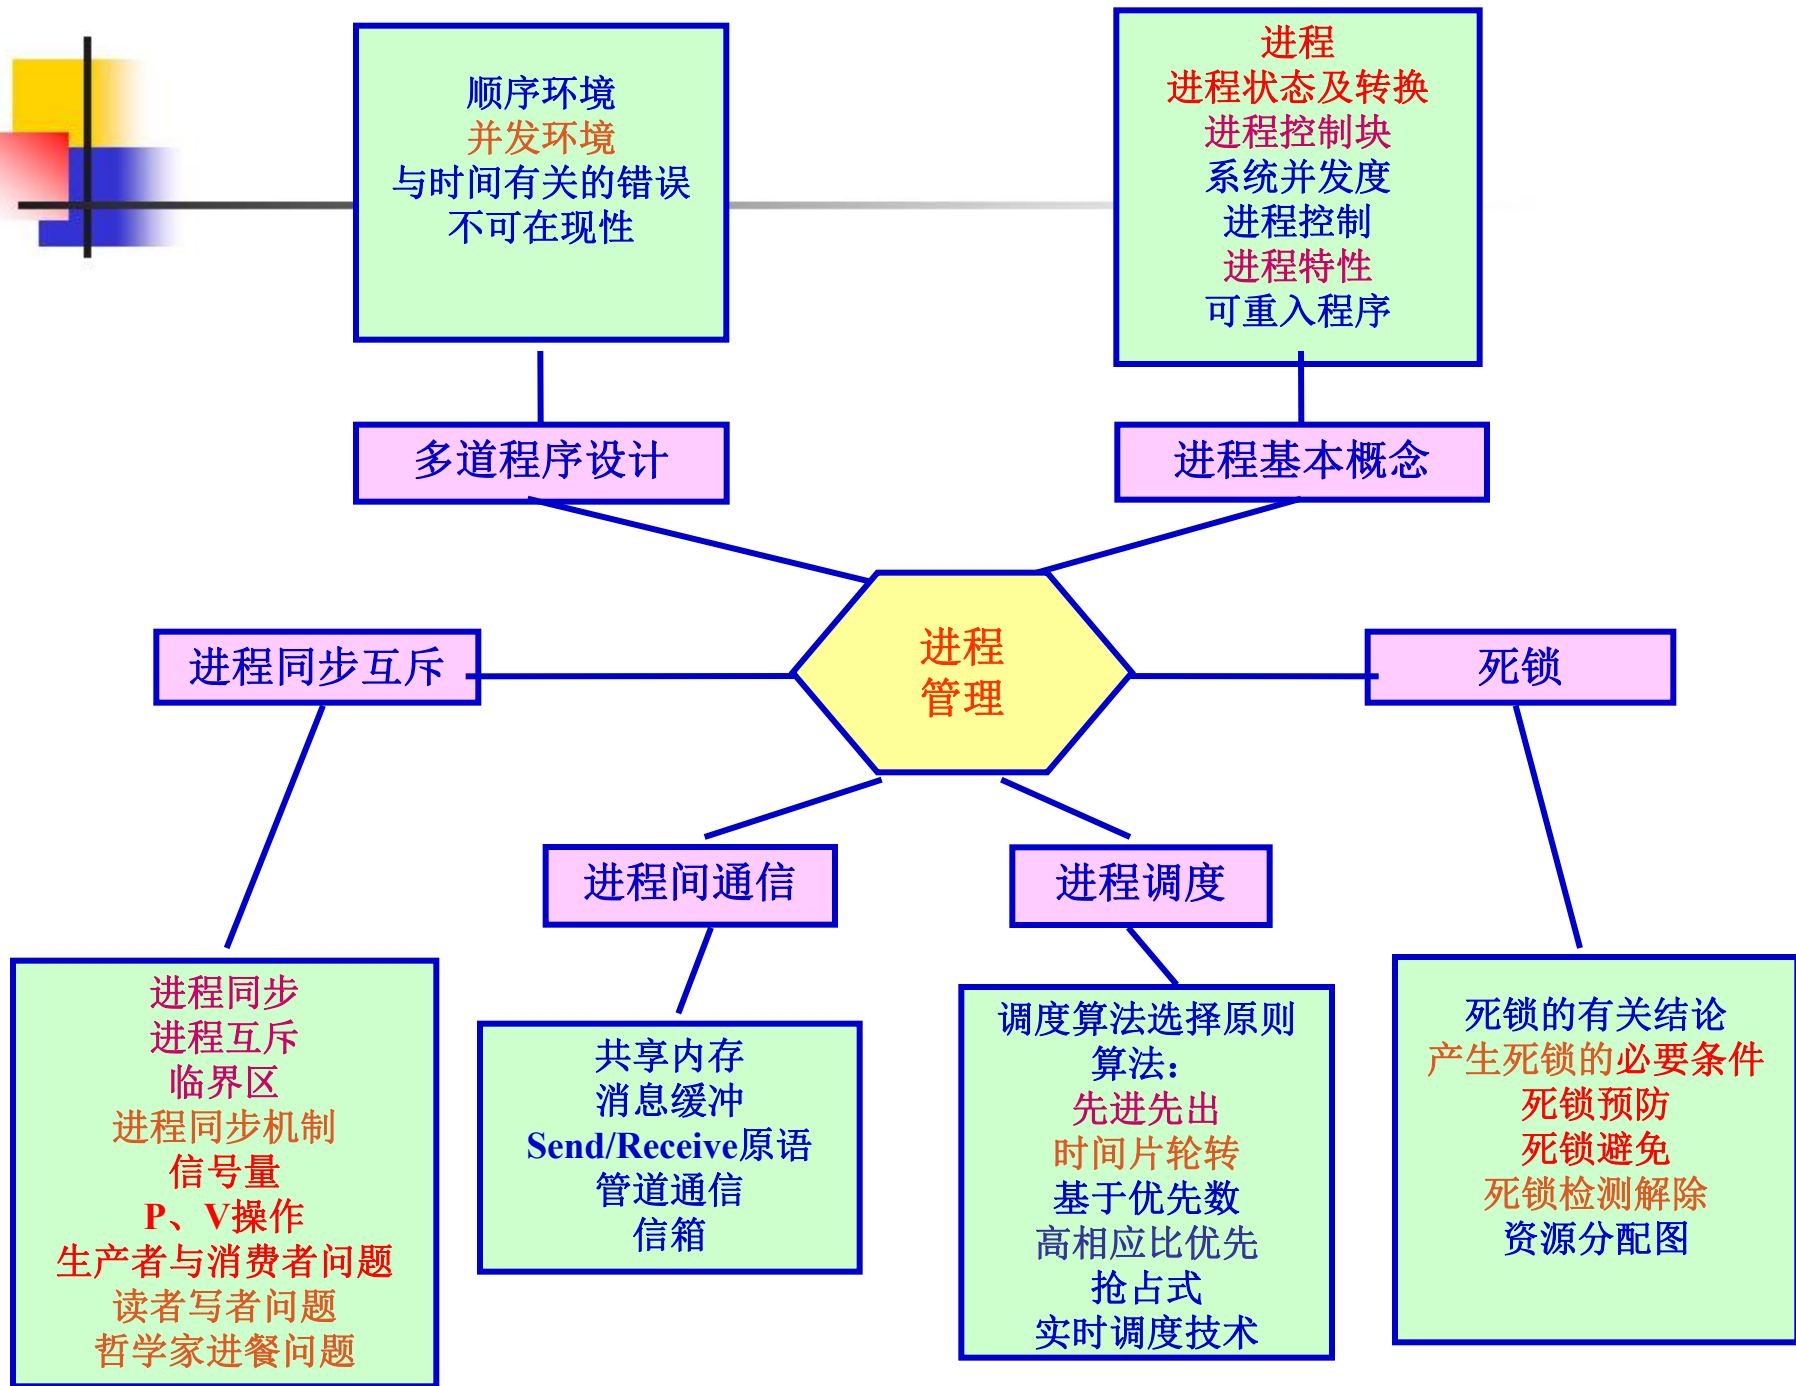 顺序环境
并发环境
与时间有关的错误
不可在现性
进程
进程状态及转换
进程控制块
系统并发度
进程控制
进程特性
可重入程序
多道程序设计
进程基本概念
进程
管理
进程同步互斥
死锁
进程间通信
进程调度
进程同步
进程互斥
临界区
进程同步机制
信号量
P、V操作
生产者与消费者问题
读者写者问题
哲学家进餐问题
共享内存
消息缓冲
Send/Receive原语
管道通信
信箱
调度算法选择原则
算法：
先进先出
时间片轮转
基于优先数
高相应比优先
抢占式
实时调度技术
死锁的有关结论
产生死锁的必要条件
死锁预防
死锁避免
死锁检测解除
资源分配图